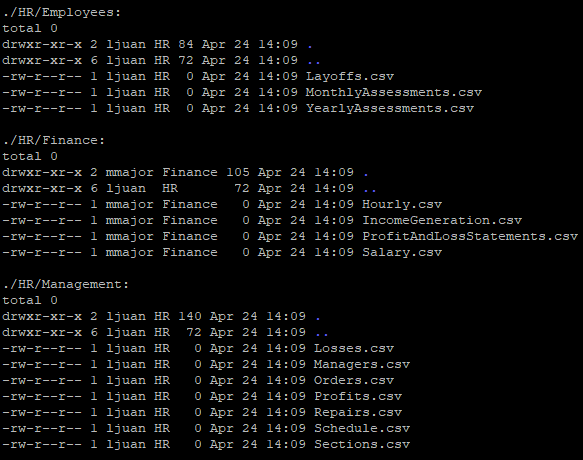 ./HR/Employees:
total 0
drwxr-xr-x 2 ljuan HR 84 Apr 24 14:09 .
drwxr-xr-x 6 ljuan HR 72 Apr 24 14:09 ..
-rw-r--r-- 1 ljuan HR  0 Apr 24 14:09 Layoffs.csv
-rw-r--r-- 1 ljuan HR  0 Apr 24 14:09 MonthlyAssessments.csv
-rw-r--r-- 1 ljuan HR  0 Apr 24 14:09 YearlyAssessments.csv

./HR/Finance:
total 0
drwxr-xr-x 2 mmajor Finance 105 Apr 24 14:09 .
drwxr-xr-x 6 ljuan  HR       72 Apr 24 14:09 ..
-rw-r--r-- 1 mmajor Finance   0 Apr 24 14:09 Hourly.csv
-rw-r--r-- 1 mmajor Finance   0 Apr 24 14:09 IncomeGeneration.csv
-rw-r--r-- 1 mmajor Finance   0 Apr 24 14:09 ProfitAndLossStatements.csv
-rw-r--r-- 1 mmajor Finance   0 Apr 24 14:09 Salary.csv

./HR/Management:
total 0
drwxr-xr-x 2 ljuan HR 140 Apr 24 14:09 .
drwxr-xr-x 6 ljuan HR  72 Apr 24 14:09 ..
-rw-r--r-- 1 ljuan HR   0 Apr 24 14:09 Losses.csv
-rw-r--r-- 1 ljuan HR   0 Apr 24 14:09 Managers.csv
-rw-r--r-- 1 ljuan HR   0 Apr 24 14:09 Orders.csv
-rw-r--r-- 1 ljuan HR   0 Apr 24 14:09 Profits.csv
-rw-r--r-- 1 ljuan HR   0 Apr 24 14:09 Repairs.csv
-rw-r--r-- 1 ljuan HR   0 Apr 24 14:09 Schedule.csv
-rw-r--r-- 1 ljuan HR   0 Apr 24 14:09 Sections.csv